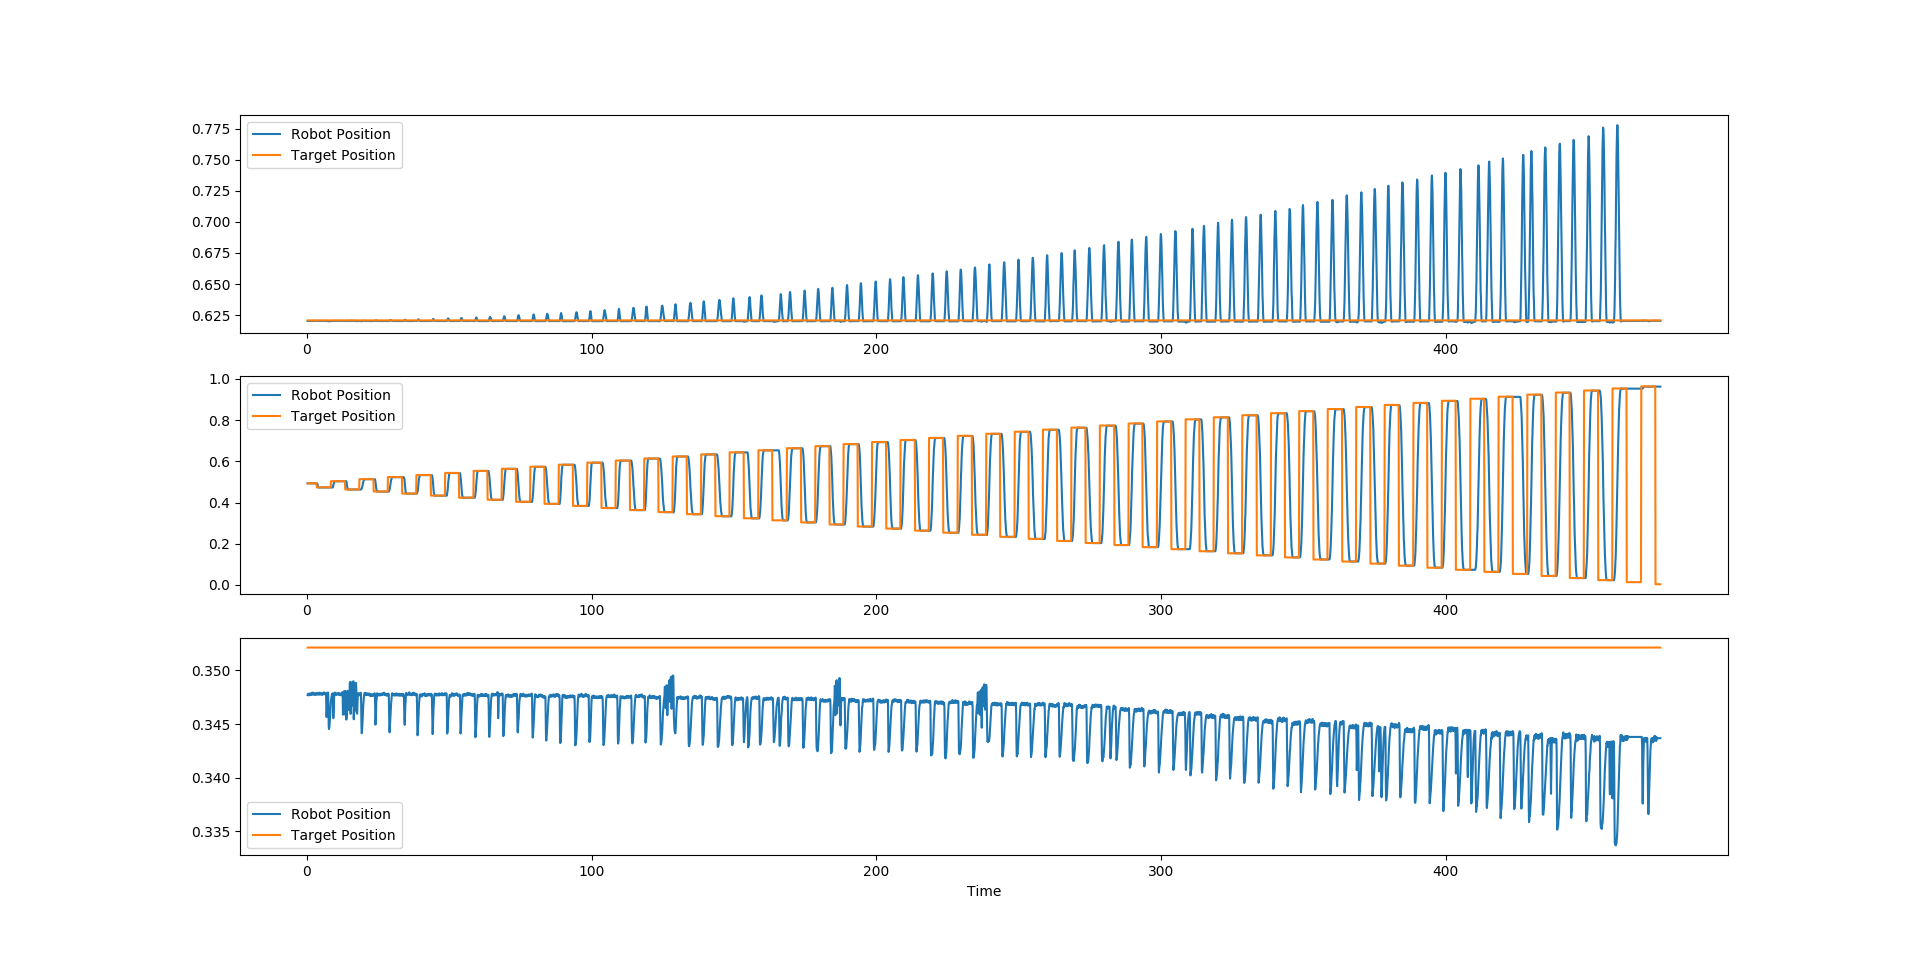 0.775
0.750
0.725
0.700
0.675
0.650
0.625
Robot Position
Target Position
0 100 200 300 400
1.0
0.8
0.6
0.4
0.2
0.0
Robot Position
Target Position
0 100 200 300 400
0.350
0.345
0.340
0.335
Robot Position
Target Position
0 100 200 300 400
Time